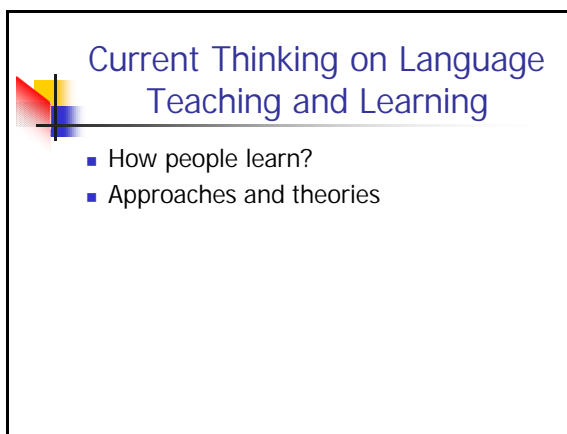 Current Thinking on Language
Teaching and Learning
How people learn?
Approaches and theories